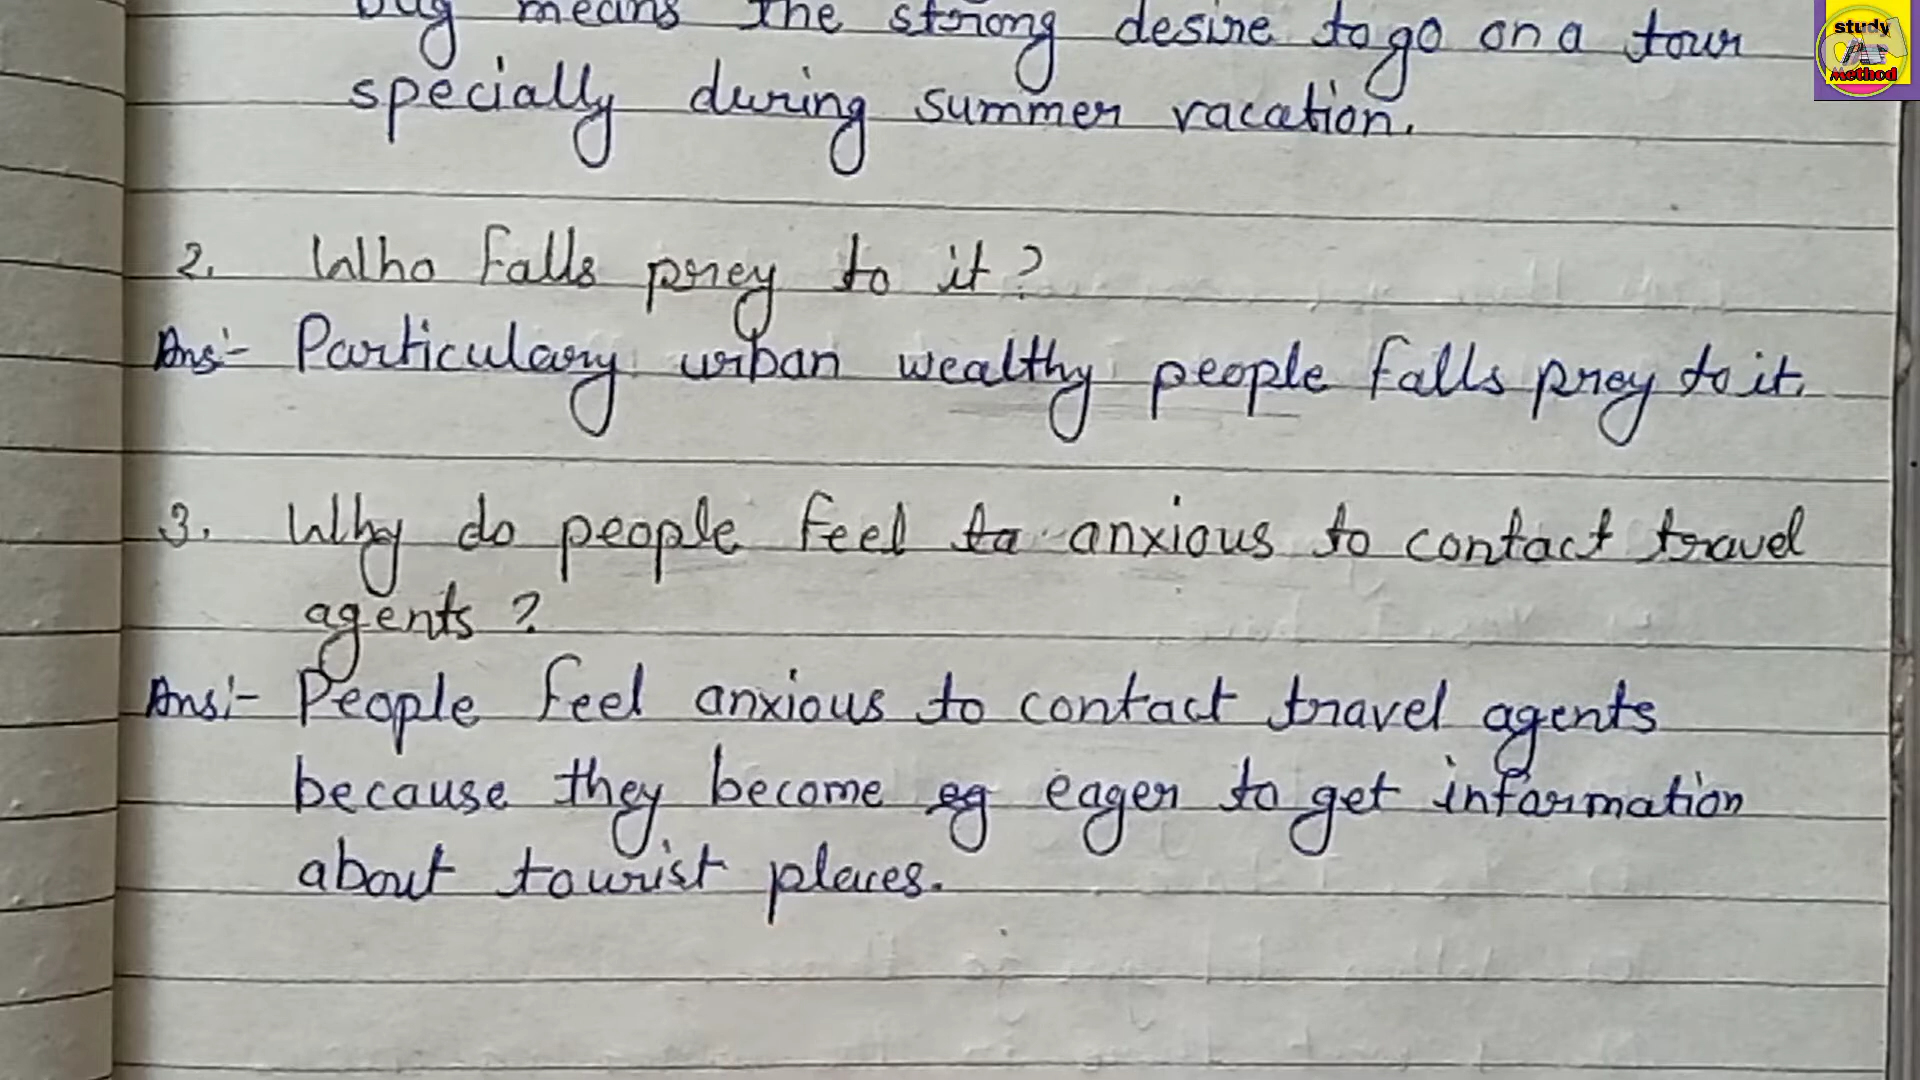 bug means the strong desire to go on a tour
specially during summer vacation.
2. Who falls prey to it?
Ans:- Particulary urban wealthy people falls prey to it.
3. Why do people feel to anxious to contact travel
agents?
Ans:- People feel anxious to contact travel agents
because they become eg eager to get information
about tourist places.
study
Method